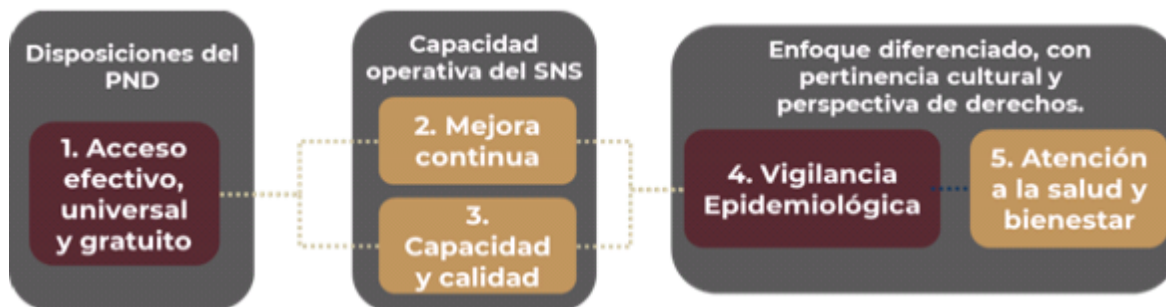 Disposiciones del
PND
1. Acceso
efectivo,
universal
y gratuito
Capacidad
operativa del SNS
2. Mejora
continua
3.
Capacidad
y calidad
Enfoque diferenciado, con
pertinencia cultural y
perspectiva de derechos.
4. Vigilancia
Epidemiológica
5. Atención
a la salud y
bienestar